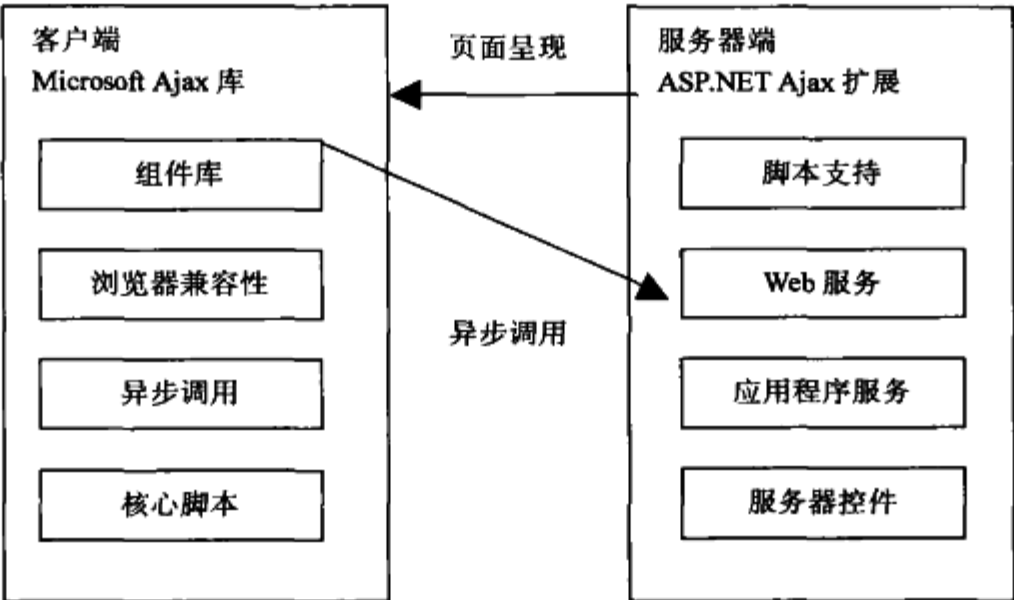 客户端
Microsoft Ajax 库
组件库
浏览器兼容性
异步调用
核心脚本
页面呈现
异步调用
服务器端
ASP.NET Ajax 扩展
脚本支持
Web 服务
应用程序服务
服务器控件